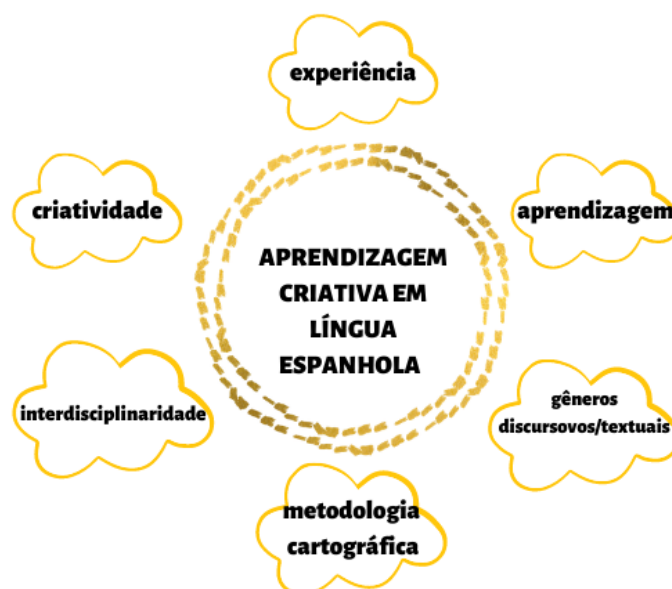 experiência
criatividade
aprendizagem
APRENDIZAGEM
CRIATIVA EM
LÍNGUA
ESPANHOLA
interdisciplinaridade
gêneros
discursovos/textuais
metodologia
cartográfica